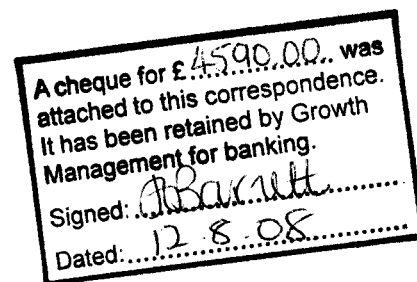 A cheque for £ 4590.00 was
attached to this correspondence.
It has been retained by Growth
Management for banking.
Signed: Barrett
Dated: 12.8.08